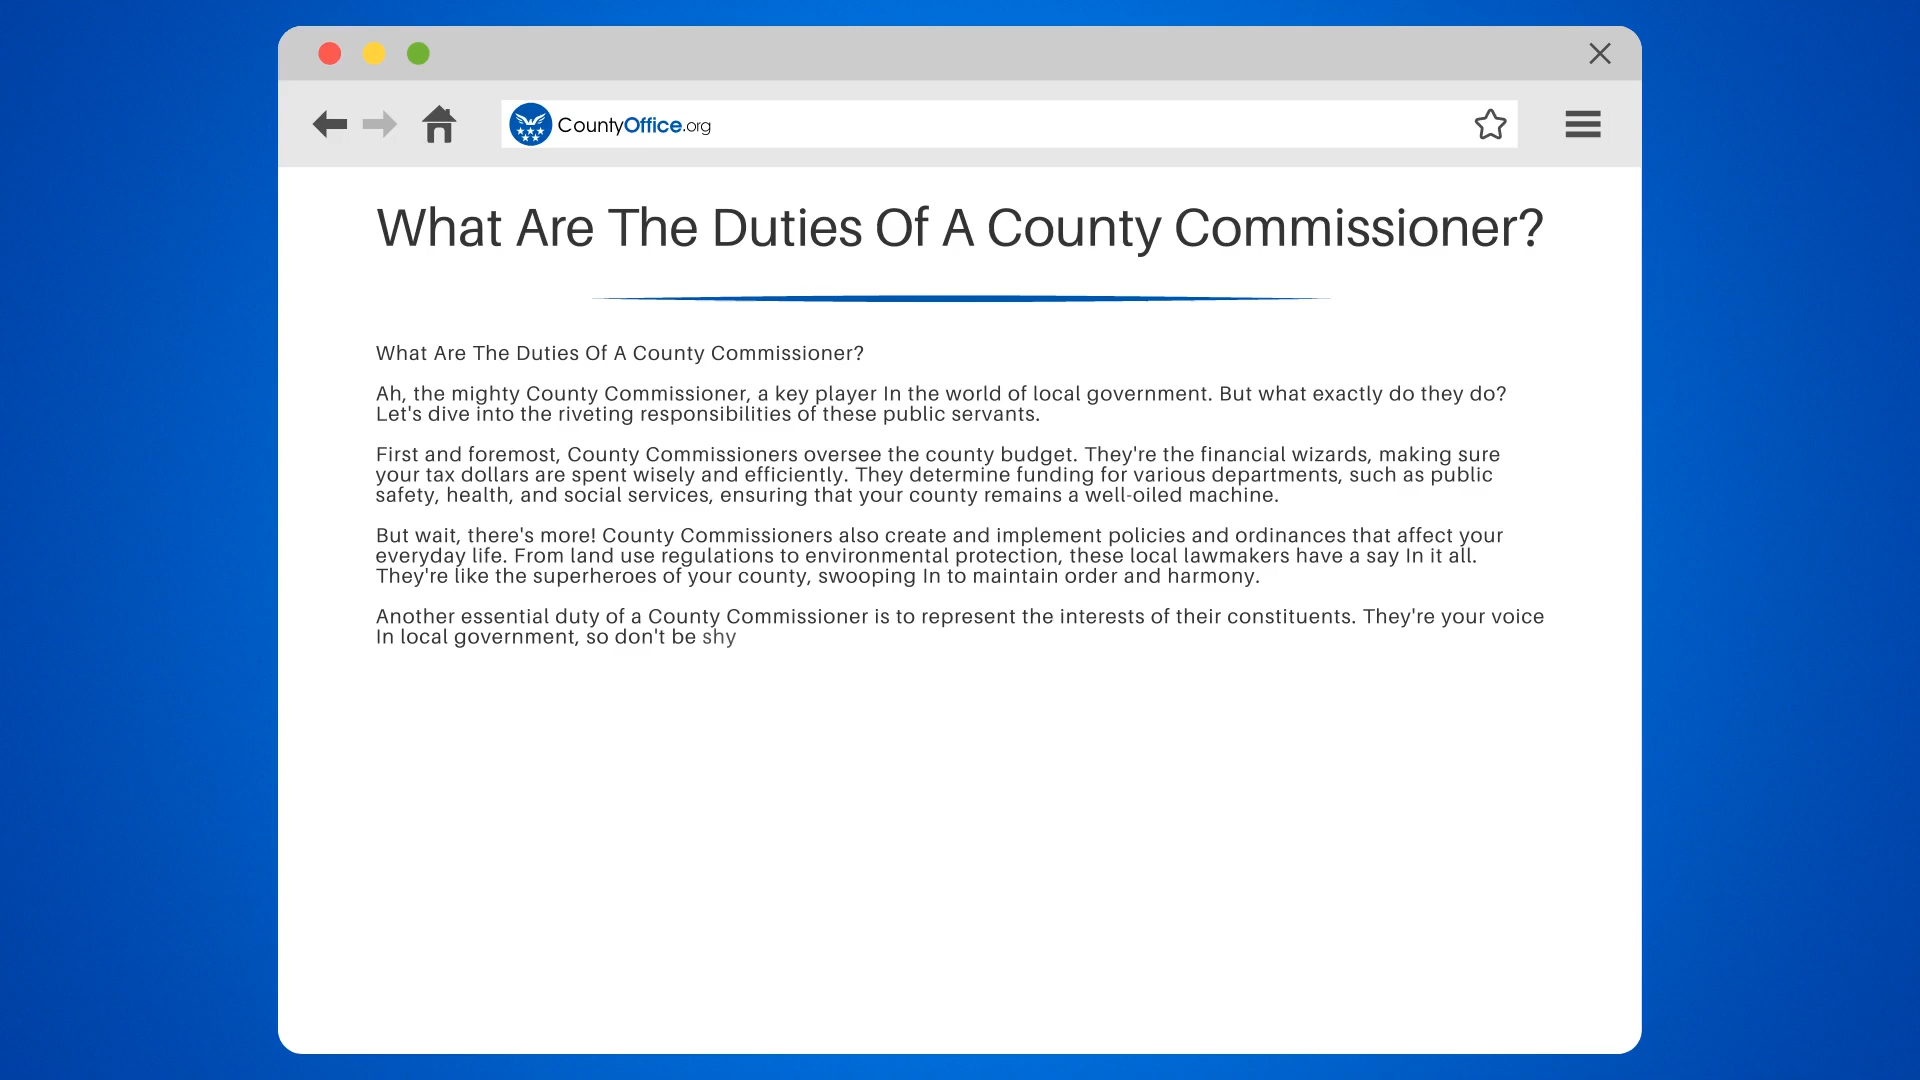 CountyOffice.org
What Are The Duties Of A County Commissioner?
What Are The Duties Of A County Commissioner?
Ah, the mighty County Commissioner, a key player In the world of local government. But what exactly do they do?
Let's dive into the riveting responsibilities of these public servants.
First and foremost, County Commissioners oversee the county budget. They're the financial wizards, making sure
your tax dollars are spent wisely and efficiently. They determine funding for various departments, such as public
safety, health, and social services, ensuring that your county remains a well-oiled machine.
But wait, there's more! County Commissioners also create and implement policies and ordinances that affect your
everyday life. From land use regulations to environmental protection, these local lawmakers have a say In it all.
They're like the superheroes of your county, swooping In to maintain order and harmony.
Another essential duty of a County Commissioner is to represent the interests of their constituents. They're your voice
In local government, so don't be shy